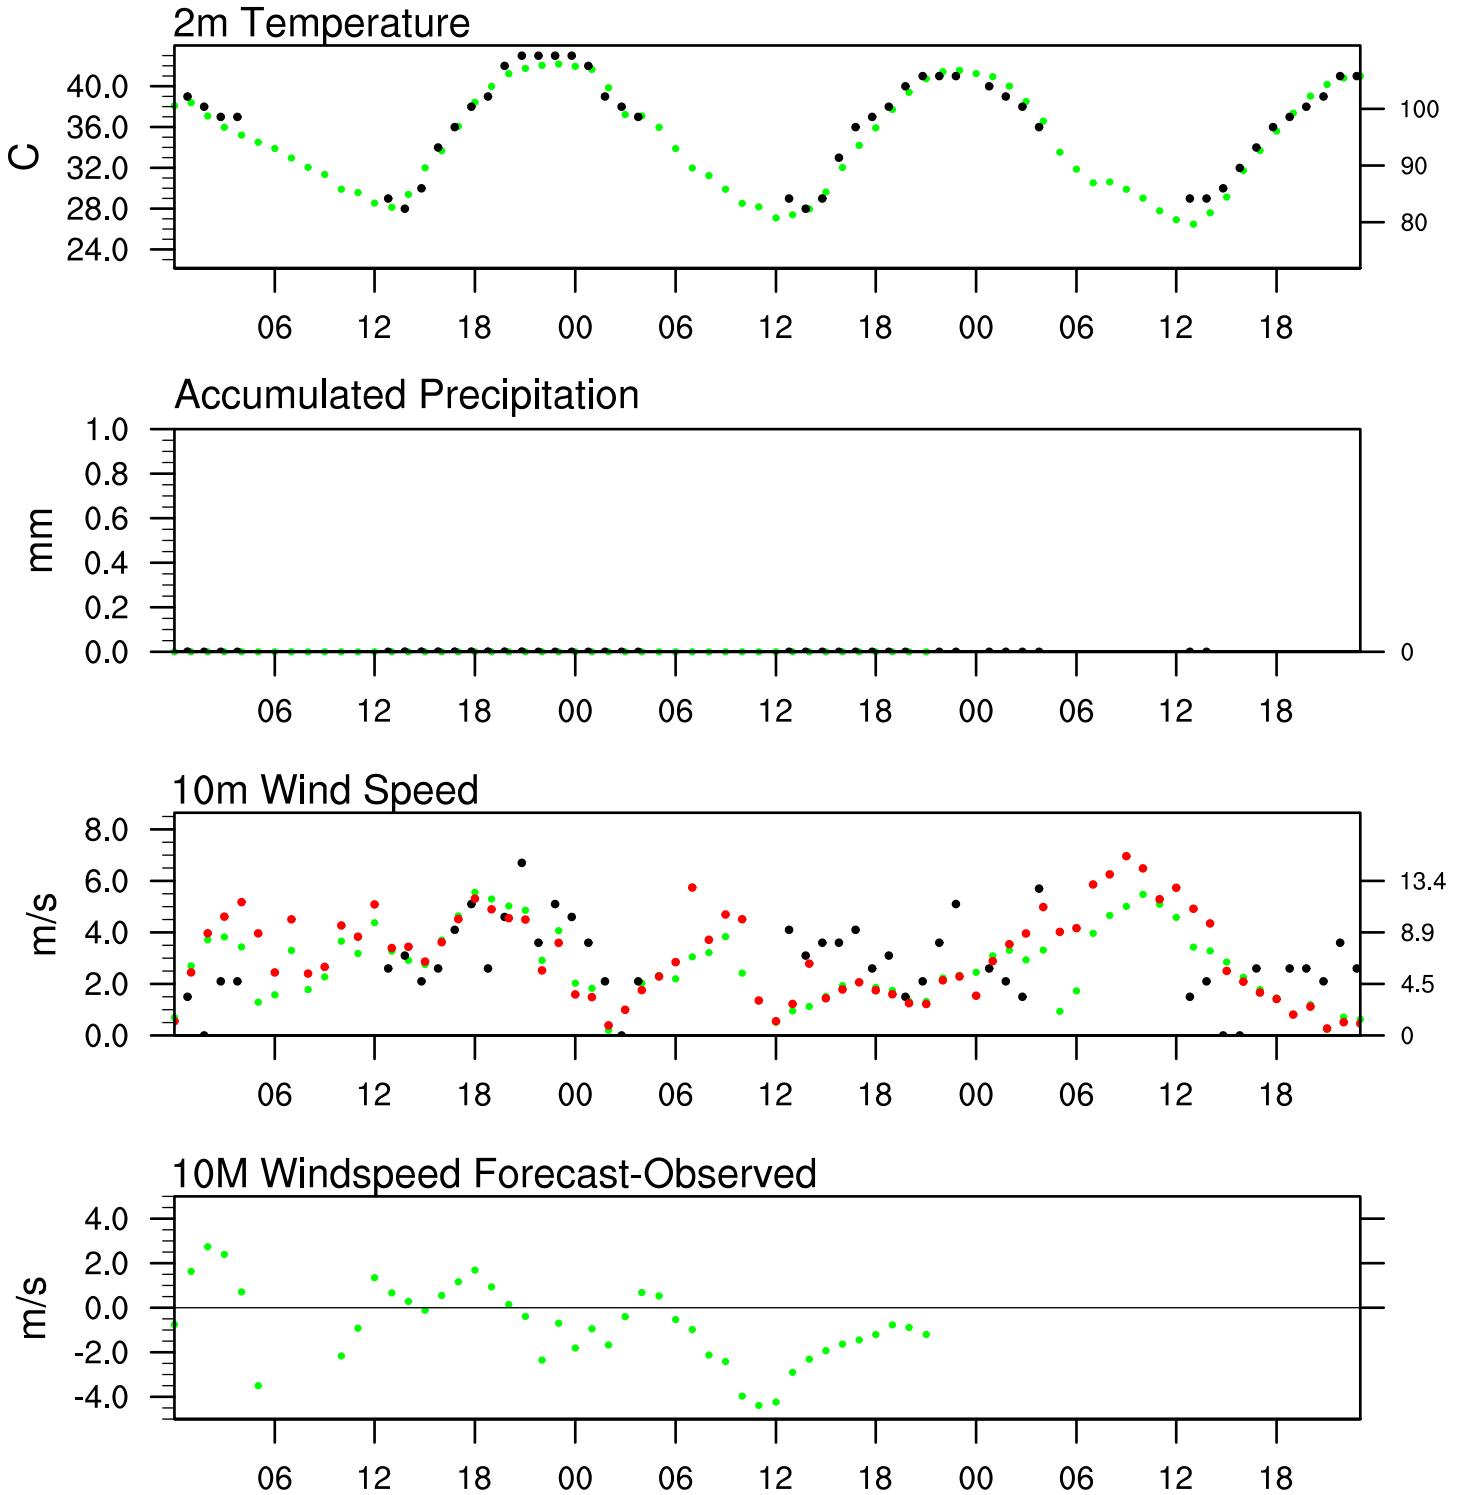 2m Temperature
40.0
36.0
32.0
28.0
24.0
C
100
90
80
06 12 18 00 06 12 18 00 06 12 18
Accumulated Precipitation
1.0
0.8
0.6
0.4
0.2
0.0
mm
0
06 12 18 00 06 12 18 00 06 12 18
10m Wind Speed
8.0
6.0
4.0
2.0
0.0
m/s
13.4
8.9
4.5
0
06 12 18 00 06 12 18 00 06 12 18
10M Windspeed Forecast-Observed
4.0
2.0
0.0
-2.0
-4.0
m/s
06 12 18 00 06 12 18 00 06 12 18